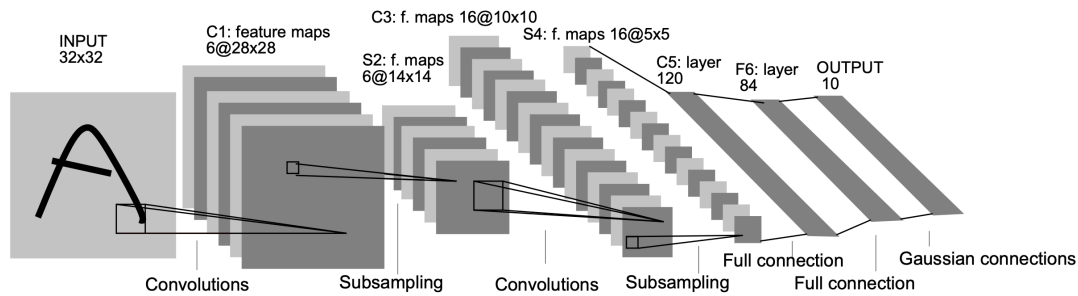 INPUT
32x32
C1: feature maps
6@28x28
S2: f. maps
6@14x14
C3: f. maps 16@10x10
S4: f. maps 16@5x5
C5: layer
120
F6: layer
84
OUTPUT
10
Convolutions
Subsampling
Convolutions
Subsampling
Full connection
Full connection
Gaussian connections